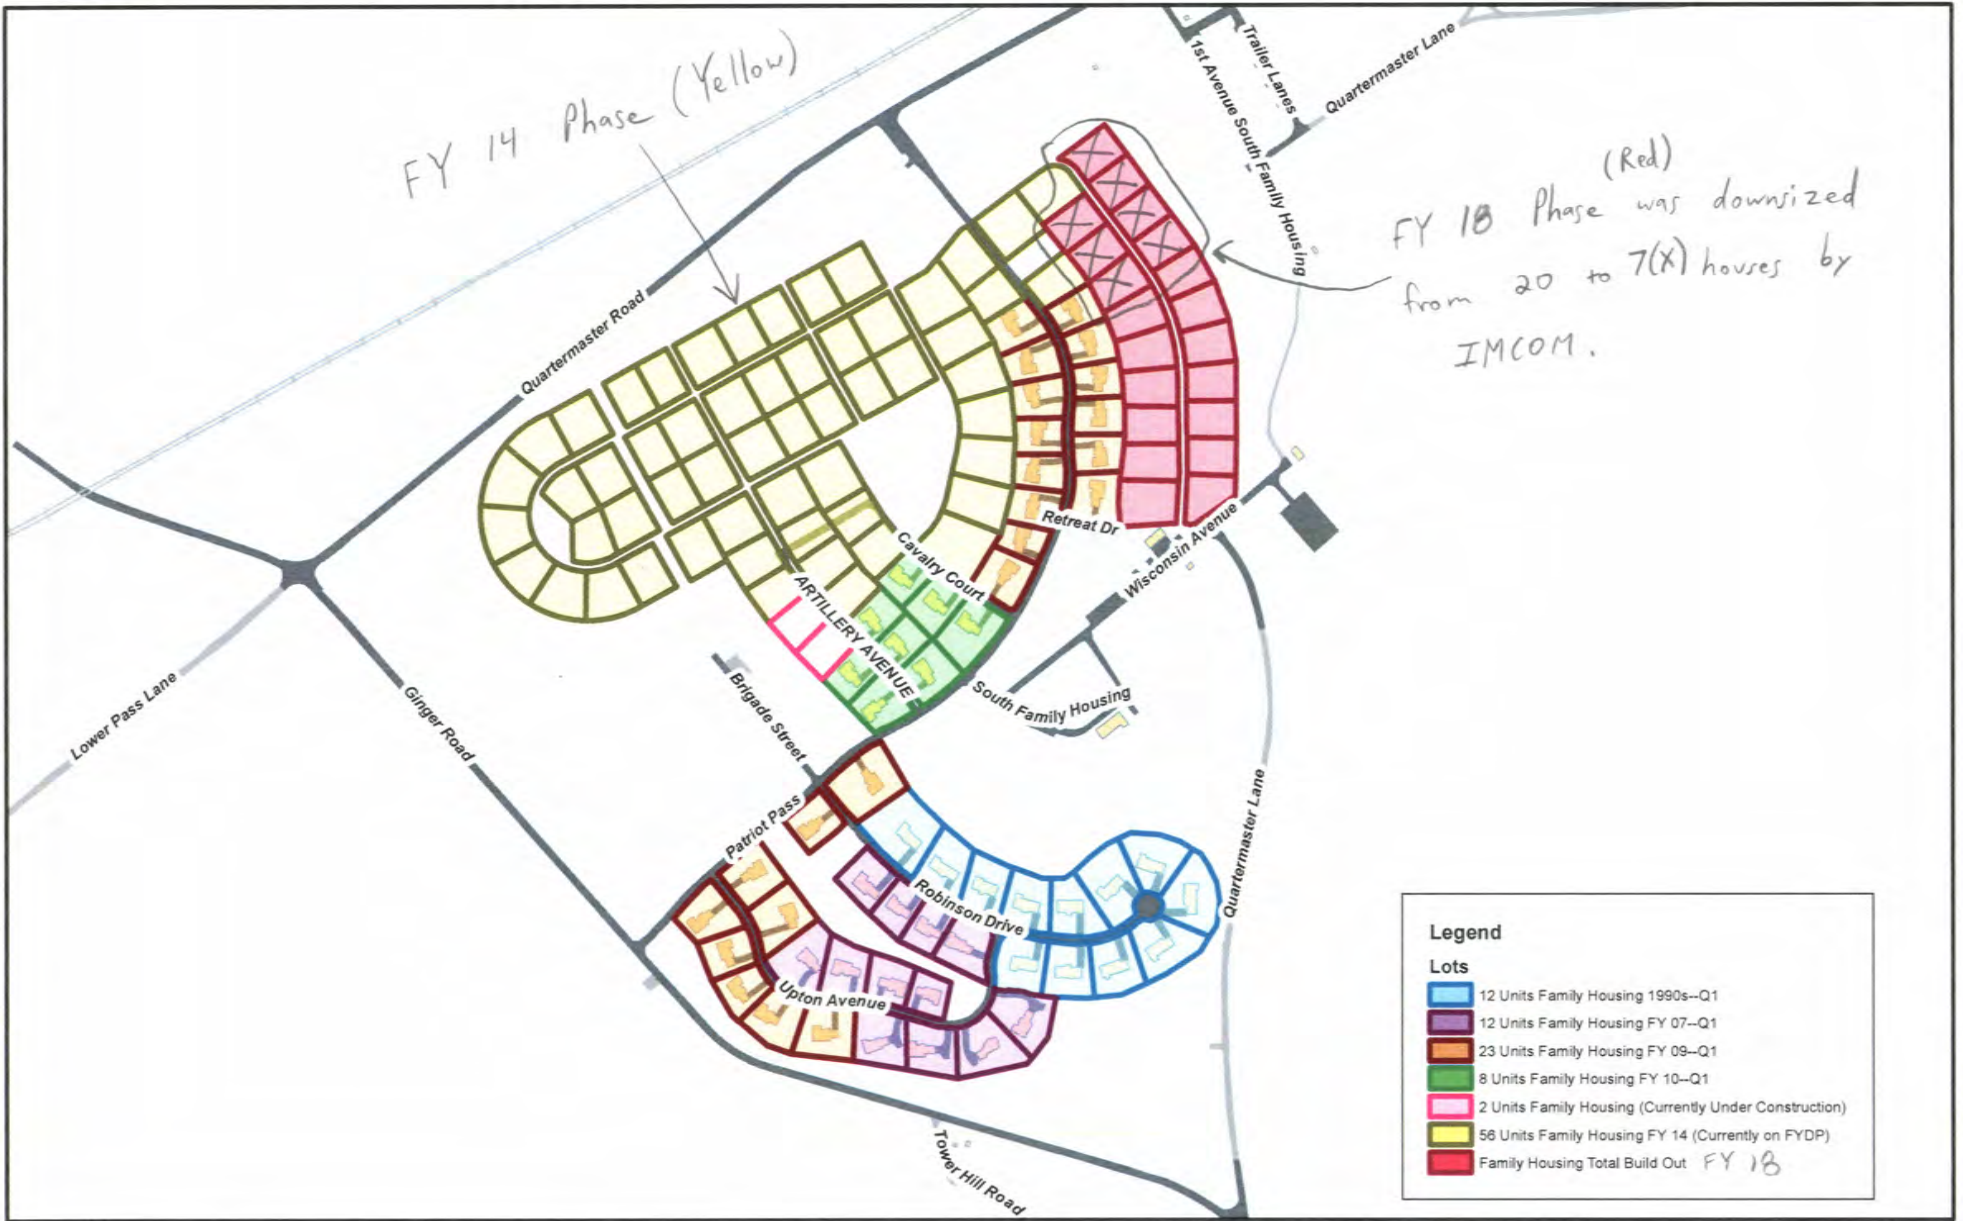 FY 14 Phase (Yellow)
Trailer Lanes
Quartermaster Lane
1st Avenue South Family Housing
(Red)
FY 18 Phase was downsized
from 20 to 7(X) houses by
IMCOM.
Quartermaster Road
Retreat Dr
Cavalry Court
Wisconsin Avenue
ARTILLERY AVENUE
South Family Housing
Brigade Street
Lower Pass Lane
Ginger Road
Patriot Pass
Robinson Drive
Quartermaster Lane
Upton Avenue
Tower Hill Road
Legend
Lots
12 Units Family Housing 1990s--Q1
12 Units Family Housing FY 07--Q1
23 Units Family Housing FY 09--Q1
8 Units Family Housing FY 10--Q1
2 Units Family Housing (Currently Under Construction)
56 Units Family Housing FY 14 (Currently on FYDP)
Family Housing Total Build Out FY 18